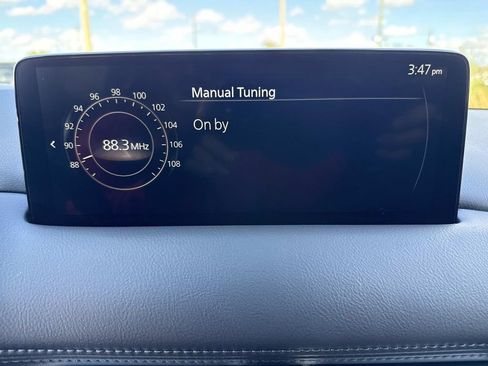 3:47 pm
Manual Tuning
On by
98
96 100
94 102
92 104
90 106
88 108
88.3 MHz